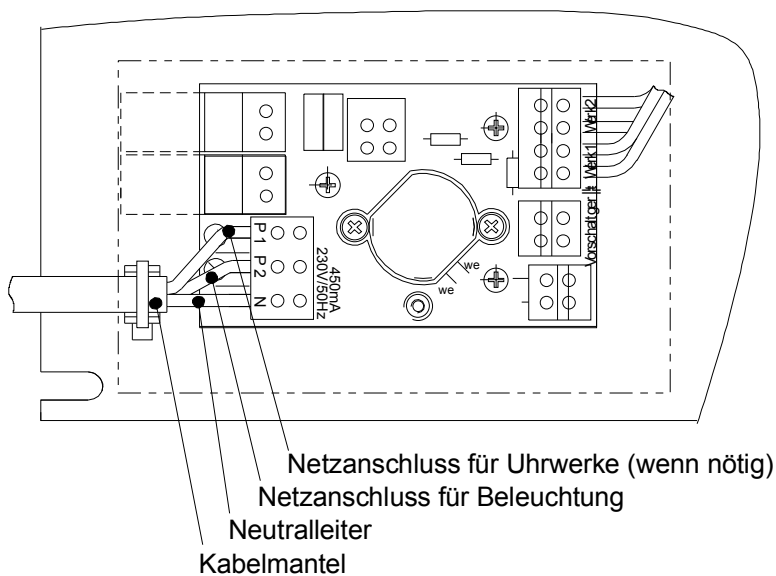 Werk2
Werk1
Vorschaltger
P1
P2
N
450mA
230V/50Hz
we
we
Netzanschluss für Uhrwerke (wenn nötig)
Netzanschluss für Beleuchtung
Neutralleiter
Kabelmantel